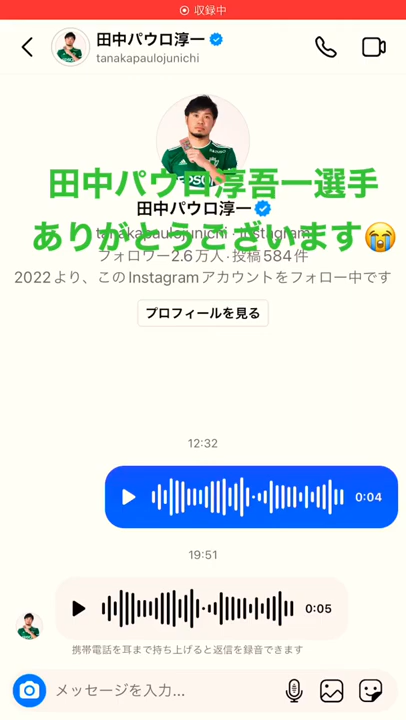 収録中
田中パウロ淳一
tanakapaulojunichi
田中パウロ淳吾一選手
田中パウロ淳一
ありがとうございます😭
tanakapaulojunichi · Instagram
フォロワー2.6万人·投稿584件
2022より、このInstagramアカウントをフォロー中です
プロフィールを見る
12:32
0:04
19:51
0:05
携帯電話を耳まで持ち上げると返信を録音できます
メッセージを入力...